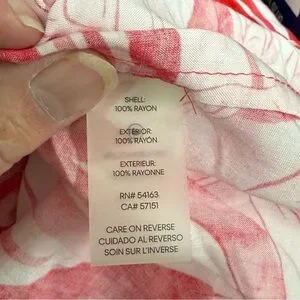 SHELL:
100% RAYON
EXTERIOR:
100% RAYÓN
EXTERIEUR:
100% RAYONNE
RN# 54163
CA# 57151
CARE ON REVERSE
CUIDADO AL REVERSO
SOIN SUR L'INVERSE